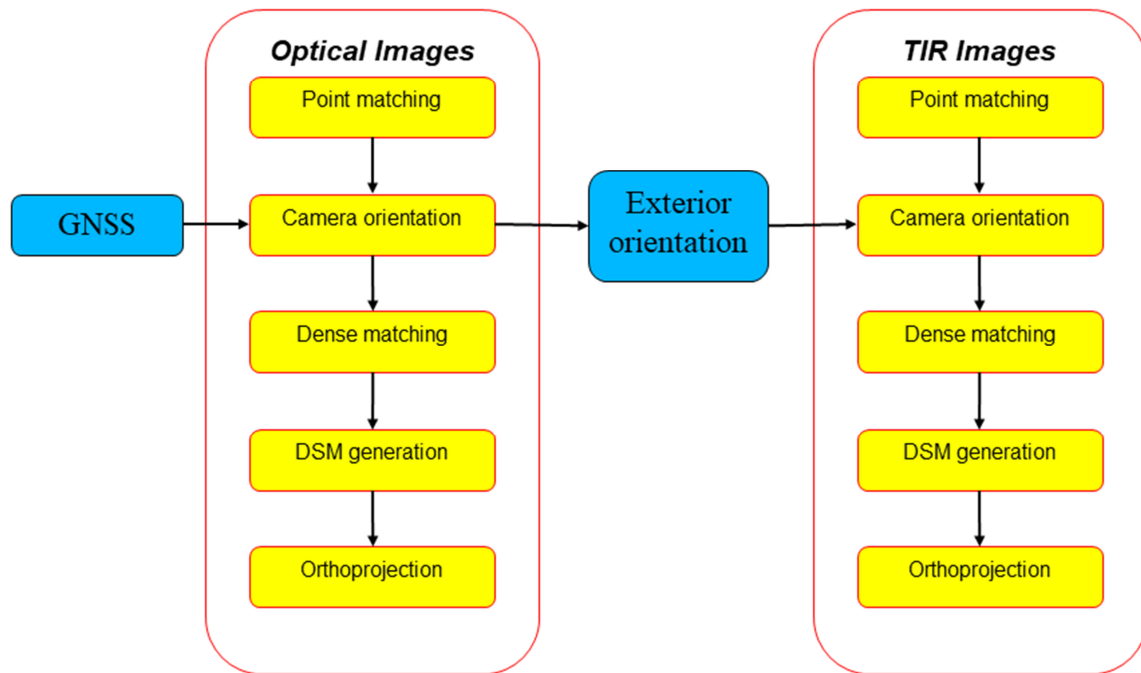 Optical Images
Point matching
Camera orientation
Dense matching
DSM generation
Orthoprojection
GNSS
Exterior
orientation
TIR Images
Point matching
Camera orientation
Dense matching
DSM generation
Orthoprojection